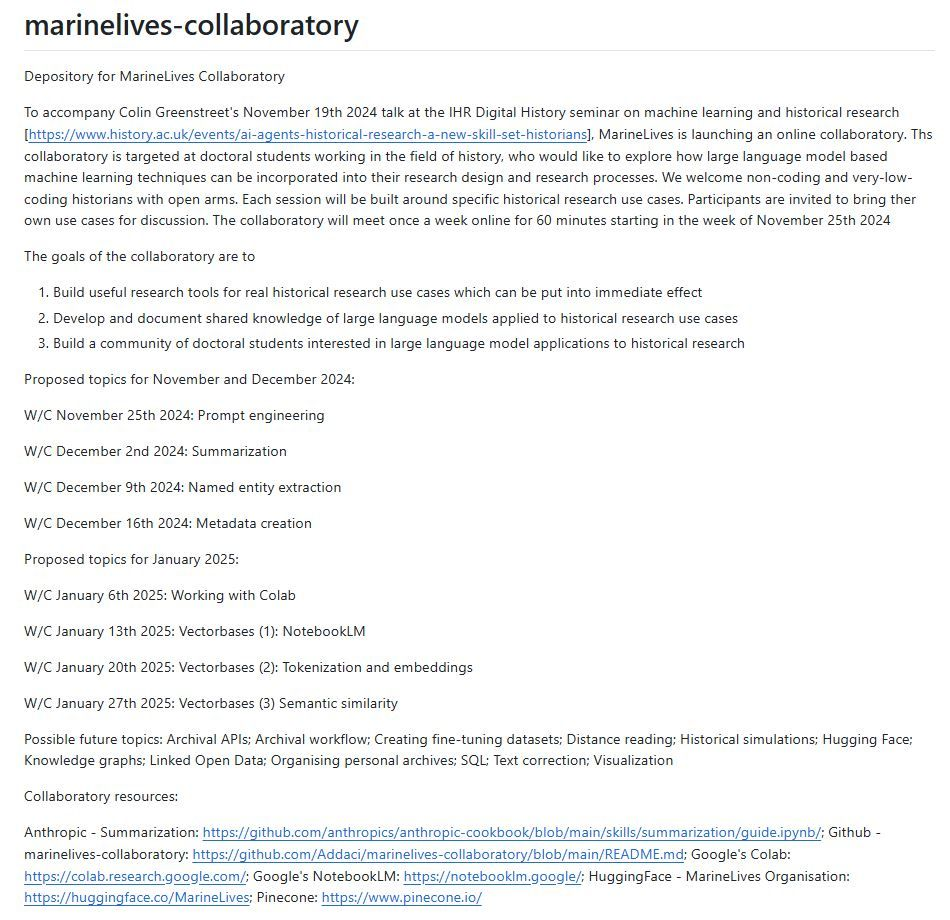 marinelives-collaboratory
Depository for MarineLives Collaboratory
To accompany Colin Greenstreet's November 19th 2024 talk at the IHR Digital History seminar on machine learning and historical research
[https://www.history.ac.uk/events/ai-agents-historical-research-a-new-skill-set-historians], MarineLives is launching an online collaboratory. Ths
collaboratory is targeted at doctoral students working in the field of history, who would like to explore how large language model based
machine learning techniques can be incorporated into their research design and research processes. We welcome non-coding and very-low-
coding historians with open arms. Each session will be built around specific historical research use cases. Participants are invited to bring ther
own use cases for discussion. The collaboratory will meet once a week online for 60 minutes starting in the week of November 25th 2024
The goals of the collaboratory are to
1. Build useful research tools for real historical research use cases which can be put into immediate effect
2. Develop and document shared knowledge of large language models applied to historical research use cases
3. Build a community of doctoral students interested in large language model applications to historical research
Proposed topics for November and December 2024:
W/C November 25th 2024: Prompt engineering
W/C December 2nd 2024: Summarization
W/C December 9th 2024: Named entity extraction
W/C December 16th 2024: Metadata creation
Proposed topics for January 2025:
W/C January 6th 2025: Working with Colab
W/C January 13th 2025: Vectorbases (1): NotebookLM
W/C January 20th 2025: Vectorbases (2): Tokenization and embeddings
W/C January 27th 2025: Vectorbases (3) Semantic similarity
Possible future topics: Archival APIs; Archival workflow; Creating fine-tuning datasets; Distance reading; Historical simulations; Hugging Face;
Knowledge graphs; Linked Open Data; Organising personal archives; SQL; Text correction; Visualization
Collaboratory resources:
Anthropic - Summarization: https://github.com/anthropics/anthropic-cookbook/blob/main/skills/summarization/guide.ipynb/; Github -
marinelives-collaboratory: https://github.com/Addaci/marinelives-collaboratory/blob/main/README.md; Google's Colab:
https://colab.research.google.com/; Google's NotebookLM: https://notebooklm.google/; HuggingFace - MarineLives Organisation:
https://huggingface.co/MarineLives; Pinecone: https://www.pinecone.io/